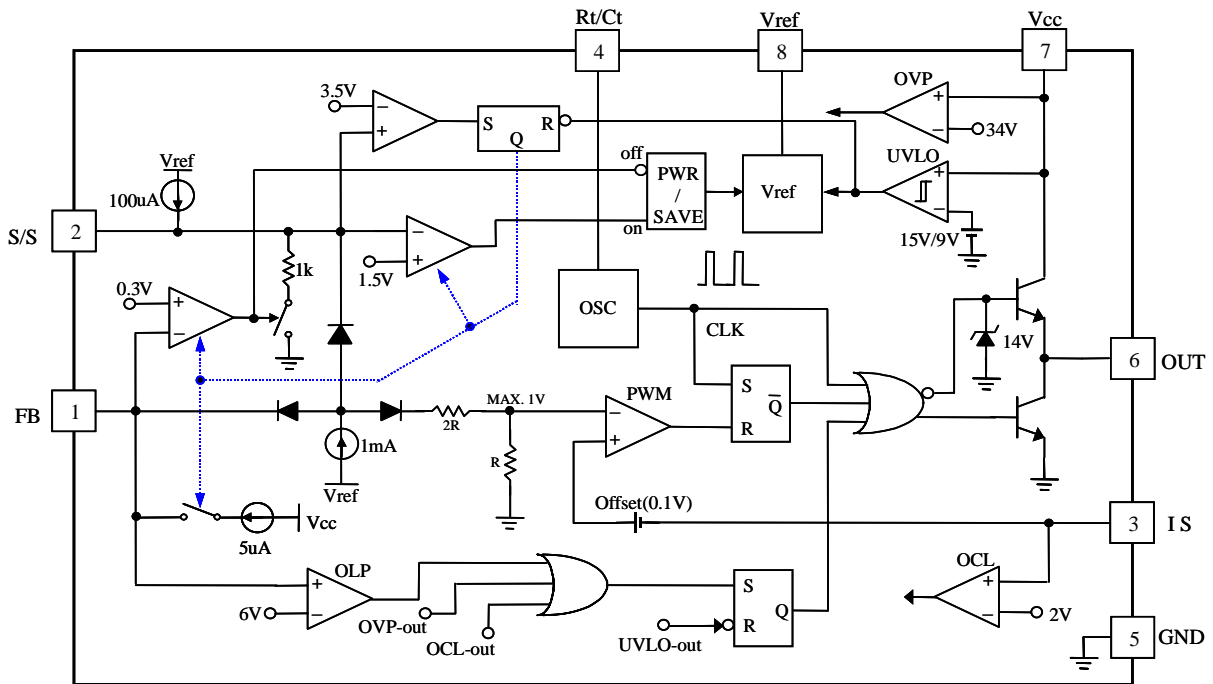 Rt/Ct
Vref
Vcc
4
8
7
OVP
3.5V
+
−
−
+
S
R
Q
34V
off
UVLO
Vref
PWR
/
SAVE
Vref
+
−
100uA
S/S
2
on
−
+
15V/9V
1k
1.5V
0.3V
+
−
OSC
CLK
14V
6
OUT
FB
1
MAX. 1V
PWM
S
Q
R
2R
−
+
1mA
R
Vref
Offset(0.1V)
Vcc
3
I S
5uA
OLP
OCL
+
−
+
−
6V
S
Q
R
2V
OVP-out
OCL-out
UVLO-out
5
GND